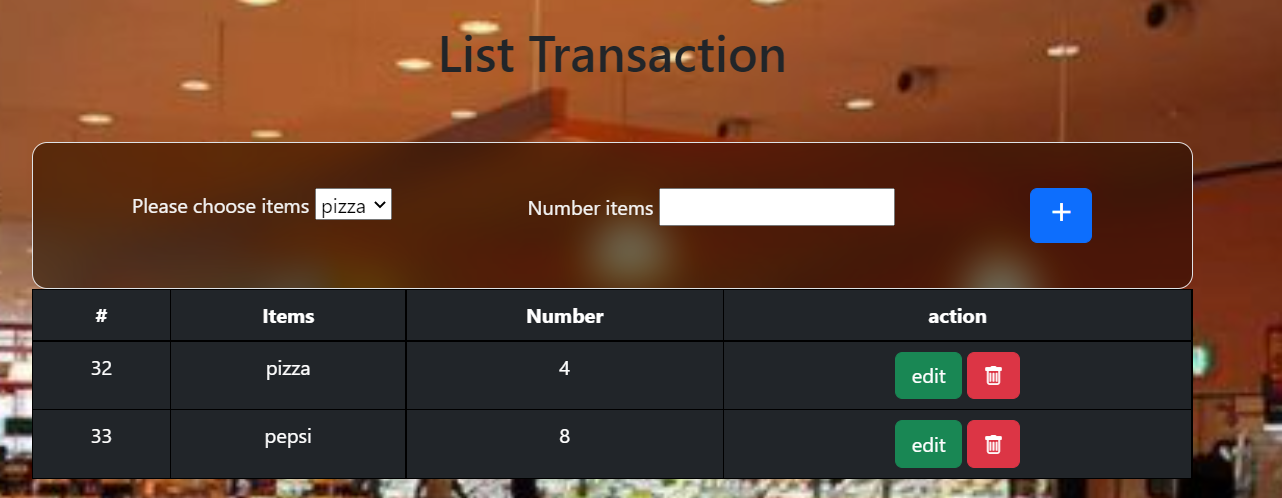 List Transaction
Please choose items pizza Number items +
# Items Number action
32 pizza 4 edit
33 pepsi 8 edit